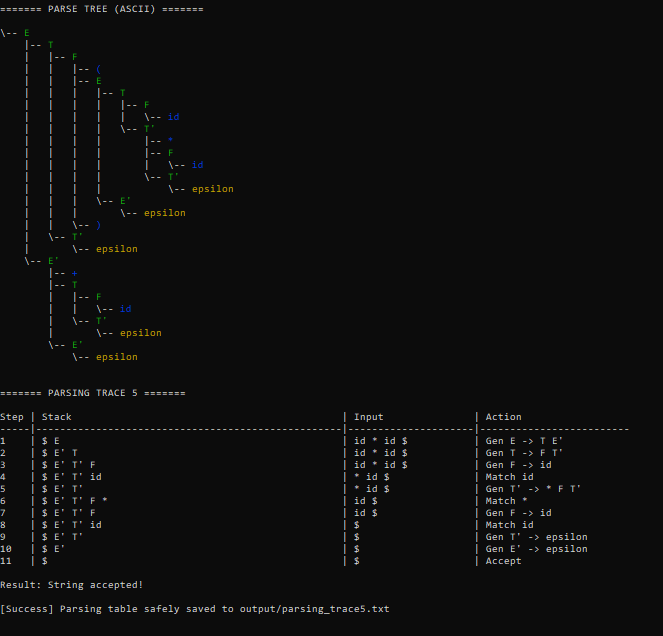 ======= PARSE TREE (ASCII) =======
\-- E
    |-- T
    |   |-- F
    |   |   |-- (
    |   |   |-- E
    |   |   |   |-- T
    |   |   |   |   |-- F
    |   |   |   |   |   \-- id
    |   |   |   |   \-- T'
    |   |   |   |       |-- *
    |   |   |   |       |-- F
    |   |   |   |       |   \-- id
    |   |   |   |       \-- T'
    |   |   |   |           \-- epsilon
    |   |   |   \-- E'
    |   |   |       \-- epsilon
    |   |   \-- )
    |   \-- T'
    |       \-- epsilon
    \-- E'
        |-- +
        |-- T
        |   |-- F
        |   |   \-- id
        |   \-- T'
        |       \-- epsilon
        \-- E'
            \-- epsilon
======= PARSING TRACE 5 =======
Step | Stack                                             | Input               | Action
-----|---------------------------------------------------|---------------------|-------------------------
1    | $ E                                               | id * id $           | Gen E -> T E'
2    | $ E' T                                            | id * id $           | Gen T -> F T'
3    | $ E' T' F                                         | id * id $           | Gen F -> id
4    | $ E' T' id                                        | * id $              | Match id
5    | $ E' T'                                           | * id $              | Gen T' -> * F T'
6    | $ E' T' F *                                       | id $                | Match *
7    | $ E' T' F                                         | id $                | Gen F -> id
8    | $ E' T' id                                        | $                   | Match id
9    | $ E' T'                                           | $                   | Gen T' -> epsilon
10   | $ E'                                              | $                   | Gen E' -> epsilon
11   | $                                                 | $                   | Accept
Result: String accepted!
[Success] Parsing table safely saved to output/parsing_trace5.txt